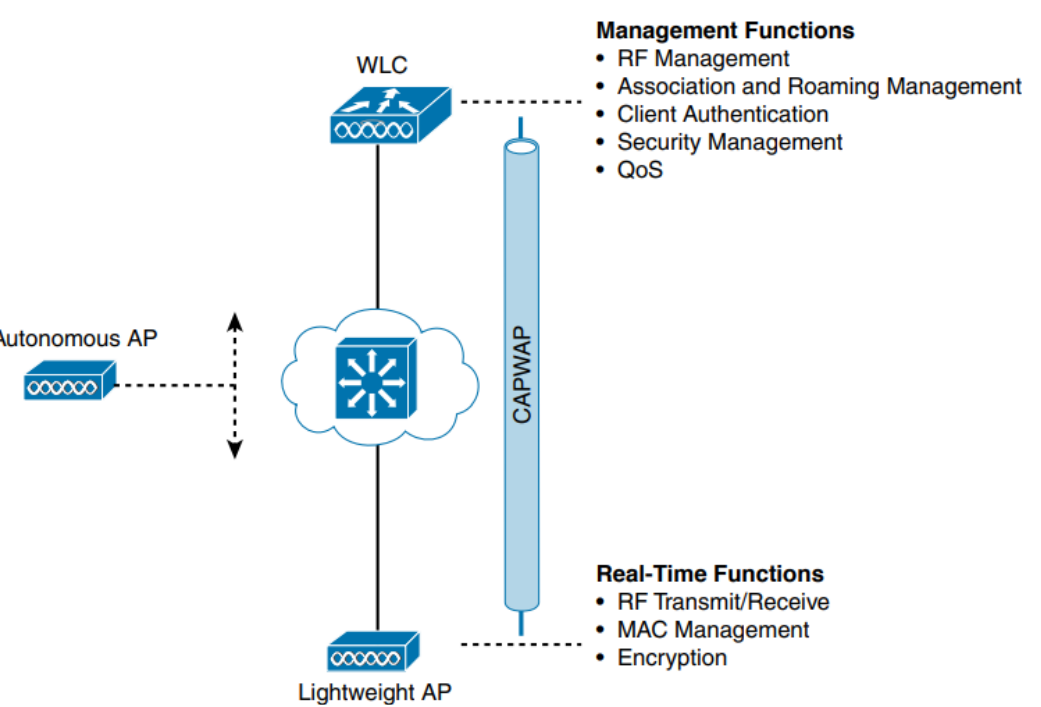 Management Functions
• RF Management
• Association and Roaming Management
• Client Authentication
• Security Management
• QoS
WLC
Autonomous AP
CAPWAP
Real-Time Functions
• RF Transmit/Receive
• MAC Management
• Encryption
Lightweight AP